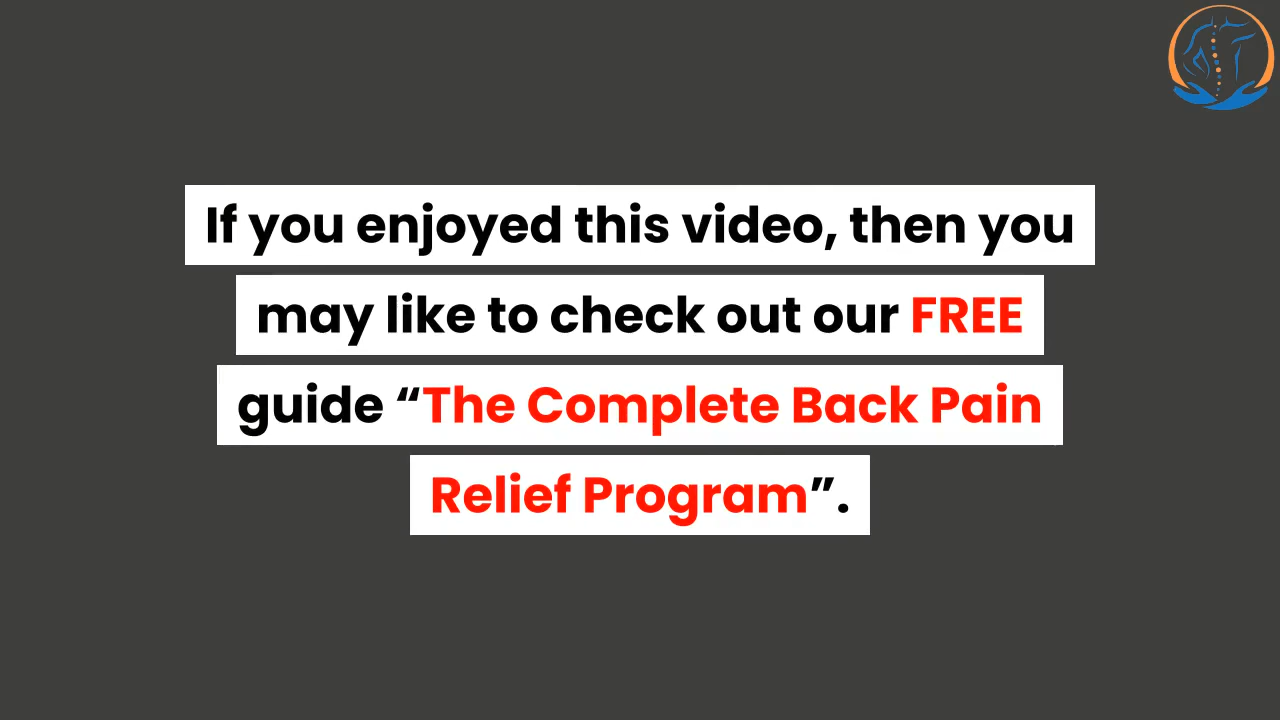 If you enjoyed this video, then you
may like to check out our FREE
guide “The Complete Back Pain
Relief Program”.